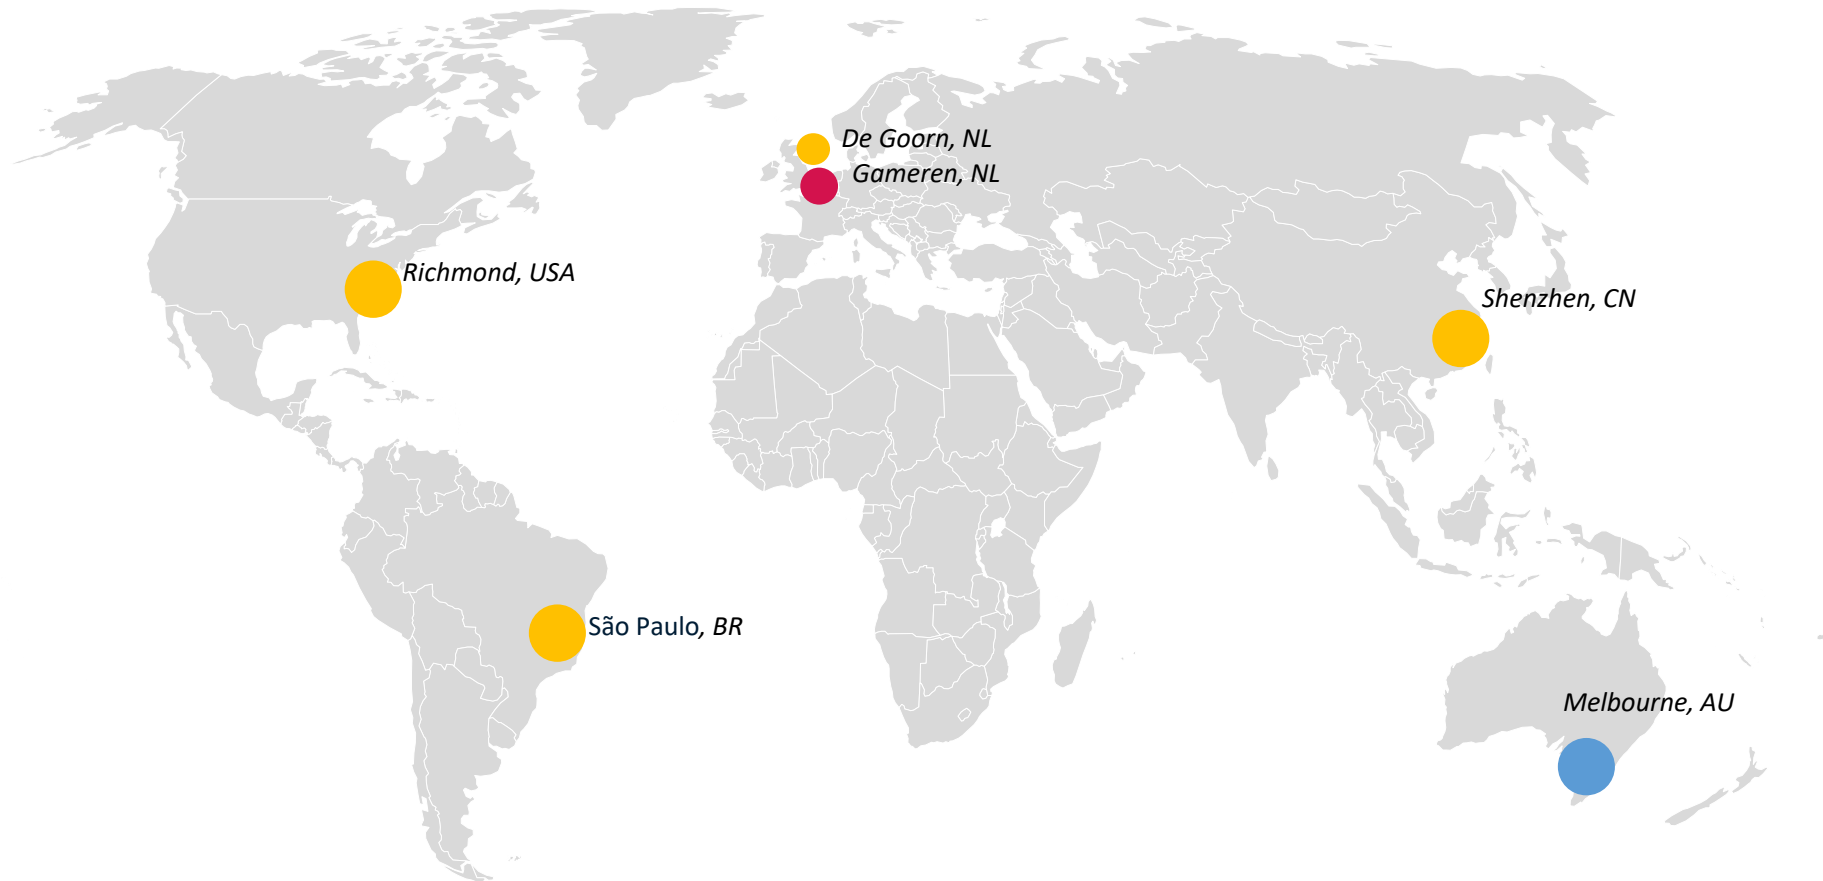 De Goorn, NL
Gameren, NL
Richmond, USA
Shenzhen, CN
São Paulo, BR
Melbourne, AU